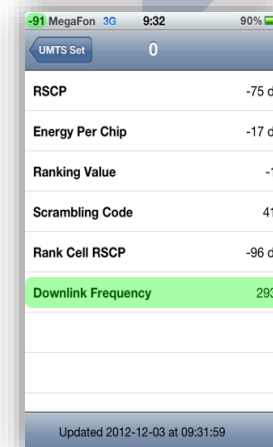 -91 MegaFon 3G 9:32 90%
UMTS Set 0
RSCP -75 d
Energy Per Chip -17 d
Ranking Value -1
Scrambling Code 41
Rank Cell RSCP -96 d
Downlink Frequency 293
Updated 2012-12-03 at 09:31:59